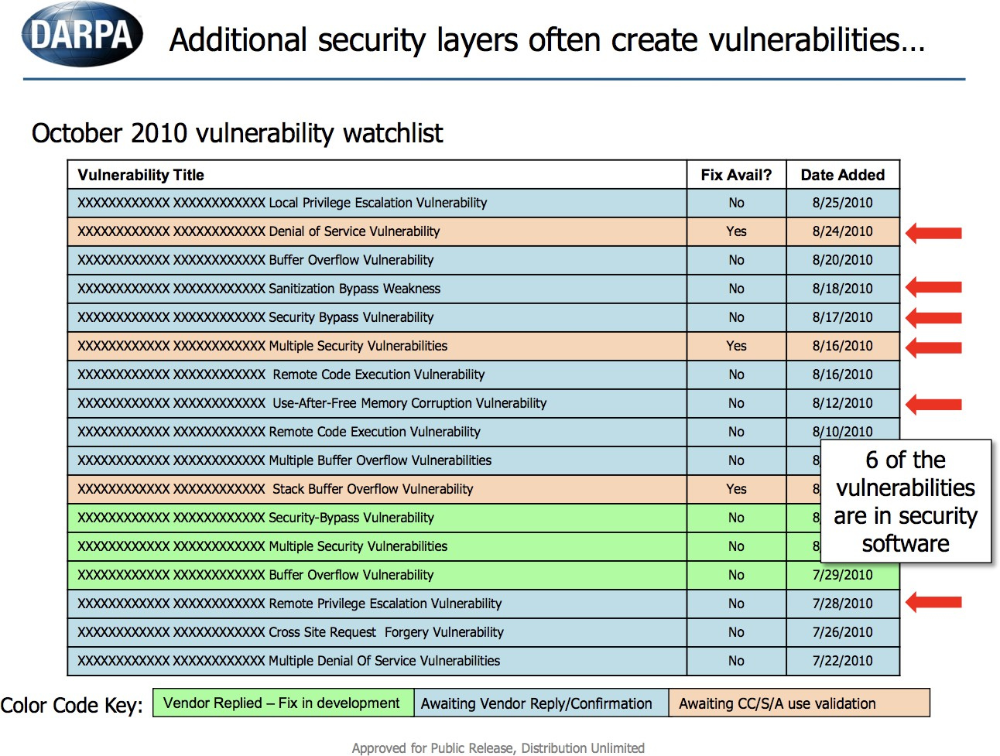 DARPA
Additional security layers often create vulnerabilities...
October 2010 vulnerability watchlist
Vulnerability Title Fix Avail? Date Added
XXXXXXXXXXXX XXXXXXXXXXXX Local Privilege Escalation Vulnerability No 8/25/2010
XXXXXXXXXXXX XXXXXXXXXXXX Denial of Service Vulnerability Yes 8/24/2010
XXXXXXXXXXXX XXXXXXXXXXXX Buffer Overflow Vulnerability No 8/20/2010
XXXXXXXXXXXX XXXXXXXXXXXX Sanitization Bypass Weakness No 8/18/2010
XXXXXXXXXXXX XXXXXXXXXXXX Security Bypass Vulnerability No 8/17/2010
XXXXXXXXXXXX XXXXXXXXXXXX Multiple Security Vulnerabilities Yes 8/16/2010
XXXXXXXXXXXX XXXXXXXXXXXX Remote Code Execution Vulnerability No 8/16/2010
XXXXXXXXXXXX XXXXXXXXXXXX Use-After-Free Memory Corruption Vulnerability No 8/12/2010
XXXXXXXXXXXX XXXXXXXXXXXX Remote Code Execution Vulnerability No 8/10/2010
XXXXXXXXXXXX XXXXXXXXXXXX Multiple Buffer Overflow Vulnerabilities No
XXXXXXXXXXXX XXXXXXXXXXXX Stack Buffer Overflow Vulnerability Yes
XXXXXXXXXXXX XXXXXXXXXXXX Security-Bypass Vulnerability No
XXXXXXXXXXXX XXXXXXXXXXXX Multiple Security Vulnerabilities No
XXXXXXXXXXXX XXXXXXXXXXXX Buffer Overflow Vulnerability No 7/29/2010
XXXXXXXXXXXX XXXXXXXXXXXX Remote Privilege Escalation Vulnerability No 7/28/2010
XXXXXXXXXXXX XXXXXXXXXXXX Cross Site Request Forgery Vulnerability No 7/26/2010
XXXXXXXXXXXX XXXXXXXXXXXX Multiple Denial Of Service Vulnerabilities No 7/22/2010
6 of the
vulnerabilities
are in security
software
Color Code Key: Vendor Replied – Fix in development Awaiting Vendor Reply/Confirmation Awaiting CC/S/A use validation
Approved for Public Release, Distribution Unlimited